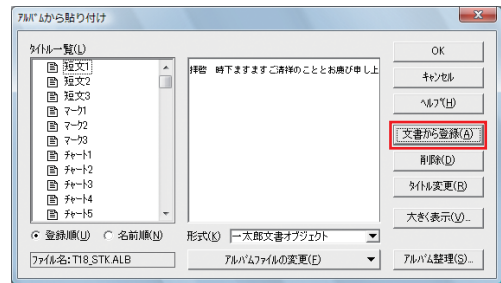 ｱﾙﾊﾞﾑから貼り付け
ﾀｲﾄﾙ一覧(L)
短文1
短文2
短文3
ﾏｰｸ1
ﾏｰｸ2
ﾏｰｸ3
ﾁｬｰﾄ1
ﾁｬｰﾄ2
ﾁｬｰﾄ3
ﾁｬｰﾄ4
ﾁｬｰﾄ5
拝啓　時下ますますご清祥のこととお慶び申し上
OK
ｷｬﾝｾﾙ
ﾍﾙﾌﾟ(H)
文書から登録(A)
削除(D)
ﾀｲﾄﾙ変更(R)
大きく表示(V)...
登録順(U) 名前順(N)
形式(K) 一太郎文書オブジェクト
ﾌｧｲﾙ名：T18_STK.ALB
ｱﾙﾊﾞﾑﾌｧｲﾙの変更(F)
ｱﾙﾊﾞﾑ整理(S)...